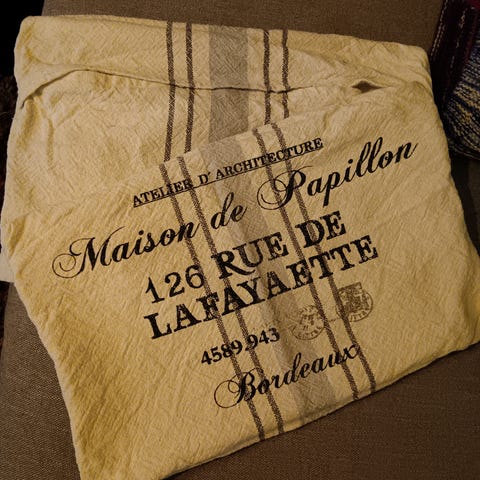 ATELIER D' ARCHITECTURE
Maison de Papillon
126 RUE DE
LAFAYAETTE
4589.943
Bordeaux